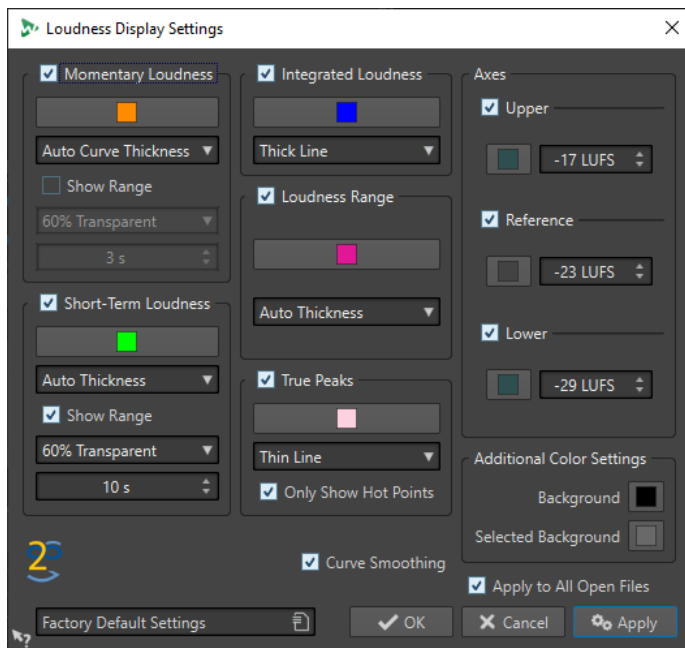 Loudness Display Settings
Momentary Loudness
Auto Curve Thickness
Show Range
60% Transparent
3 s
Short-Term Loudness
Auto Thickness
Show Range
60% Transparent
10 s
Integrated Loudness
Thick Line
Loudness Range
Auto Thickness
True Peaks
Thin Line
Only Show Hot Points
Axes
Upper
-17 LUFS
Reference
-23 LUFS
Lower
-29 LUFS
Additional Color Settings
Background
Selected Background
Curve Smoothing
Apply to All Open Files
Factory Default Settings
OK
Cancel
Apply